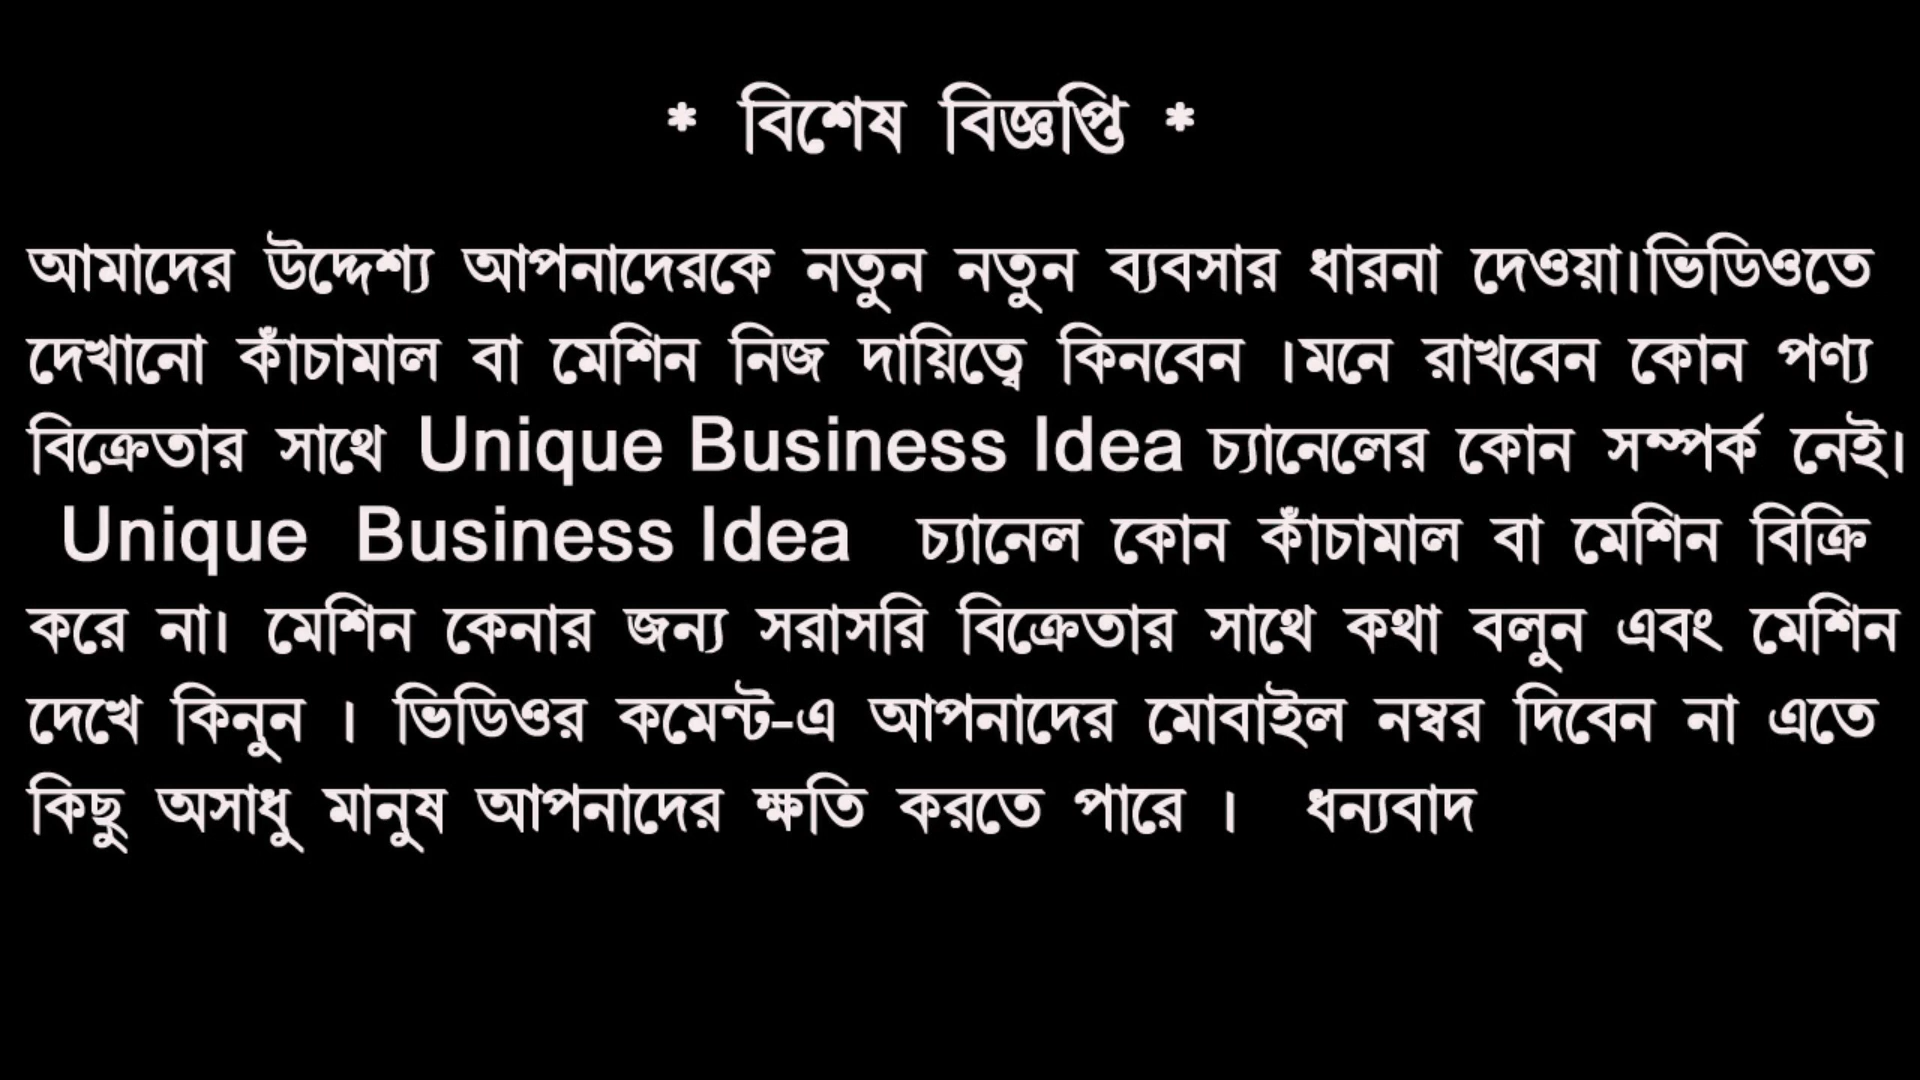 * বিশেষ বিজ্ঞপ্তি *
আমাদের উদ্দেশ্য আপনাদেরকে নতুন নতুন ব্যবসার ধারনা দেওয়া।ভিডিওতে
দেখানো কাঁচামাল বা মেশিন নিজ দায়িত্বে কিনবেন ।মনে রাখবেন কোন পণ্য
বিক্রেতার সাথে Unique Business Idea চ্যানেলের কোন সম্পর্ক নেই।
Unique Business Idea চ্যানেল কোন কাঁচামাল বা মেশিন বিক্রি
করে না। মেশিন কেনার জন্য সরাসরি বিক্রেতার সাথে কথা বলুন এবং মেশিন
দেখে কিনুন । ভিডিওর কমেন্ট-এ আপনাদের মোবাইল নম্বর দিবেন না এতে
কিছু অসাধু মানুষ আপনাদের ক্ষতি করতে পারে । ধন্যবাদ